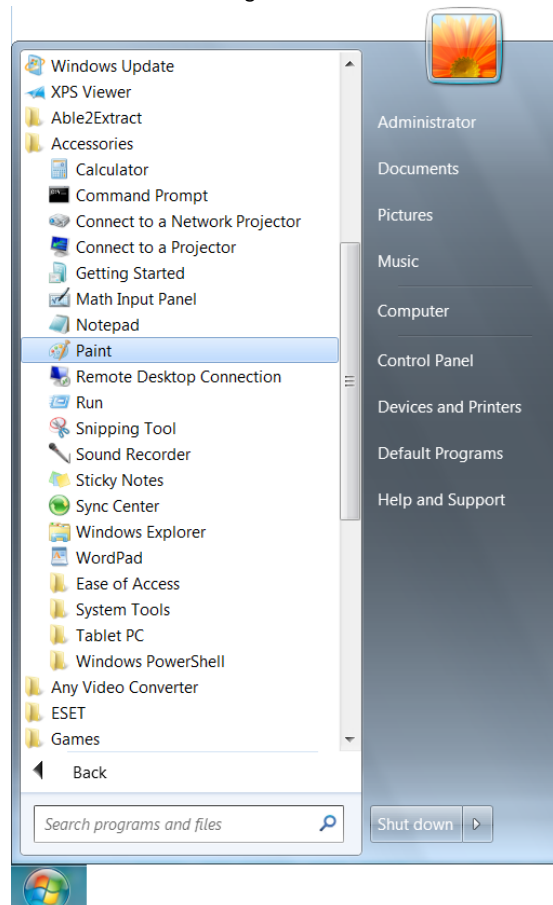 Windows Update
XPS Viewer
Able2Extract
Accessories
Calculator
Command Prompt
Connect to a Network Projector
Connect to a Projector
Getting Started
Math Input Panel
Notepad
Paint
Remote Desktop Connection
Run
Snipping Tool
Sound Recorder
Sticky Notes
Sync Center
Windows Explorer
WordPad
Ease of Access
System Tools
Tablet PC
Windows PowerShell
Any Video Converter
ESET
Games
Back
Search programs and files
Administrator
Documents
Pictures
Music
Computer
Control Panel
Devices and Printers
Default Programs
Help and Support
Shut down